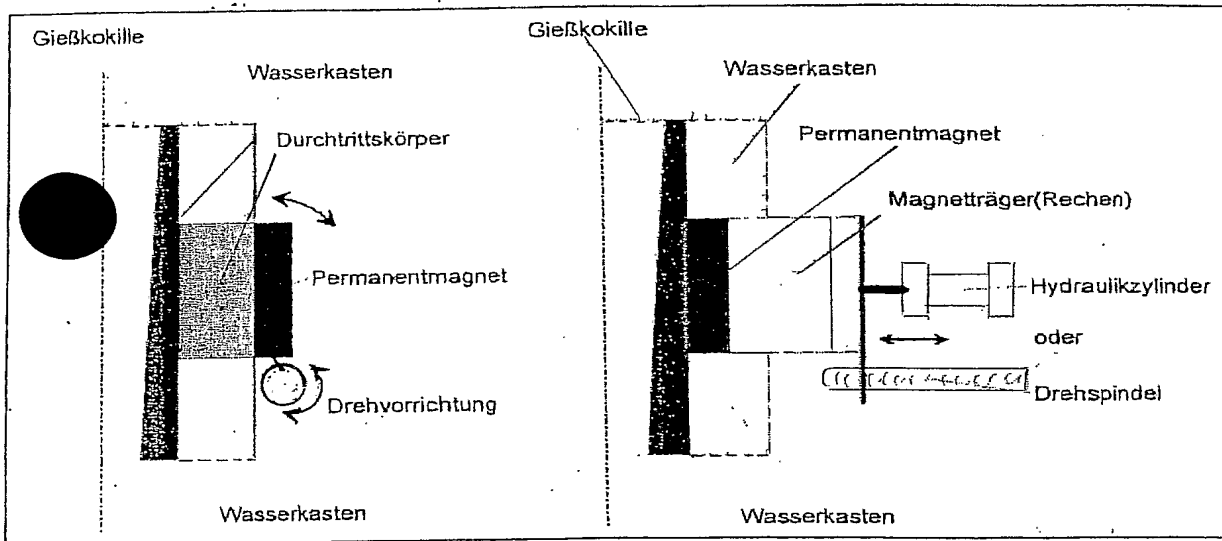 Gießkokille
Wasserkasten
Durchtrittskörper
Permanentmagnet
Drehvorrichtung
Wasserkasten
Gießkokille
Wasserkasten
Permanentmagnet
Magnetträger(Rechen)
Hydraulikzylinder
oder
Drehspindel
Wasserkasten